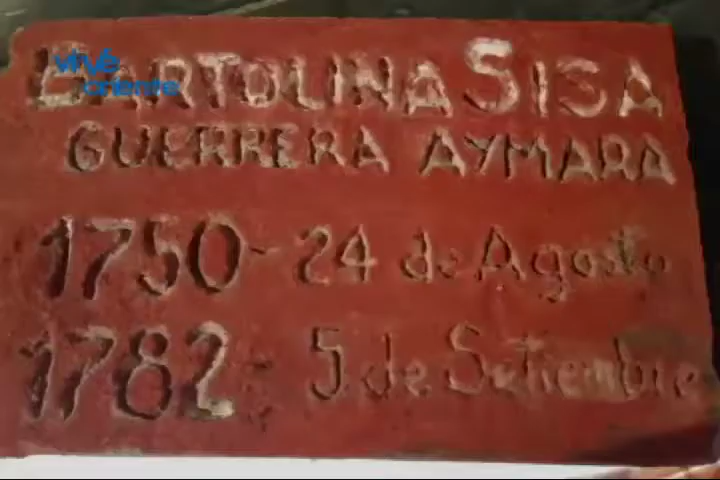 ViVe
oriente
BARTOLINA SISA
GUERRERA AYMARA
1750 - 24 de Agosto
1782 5 de Setiembre